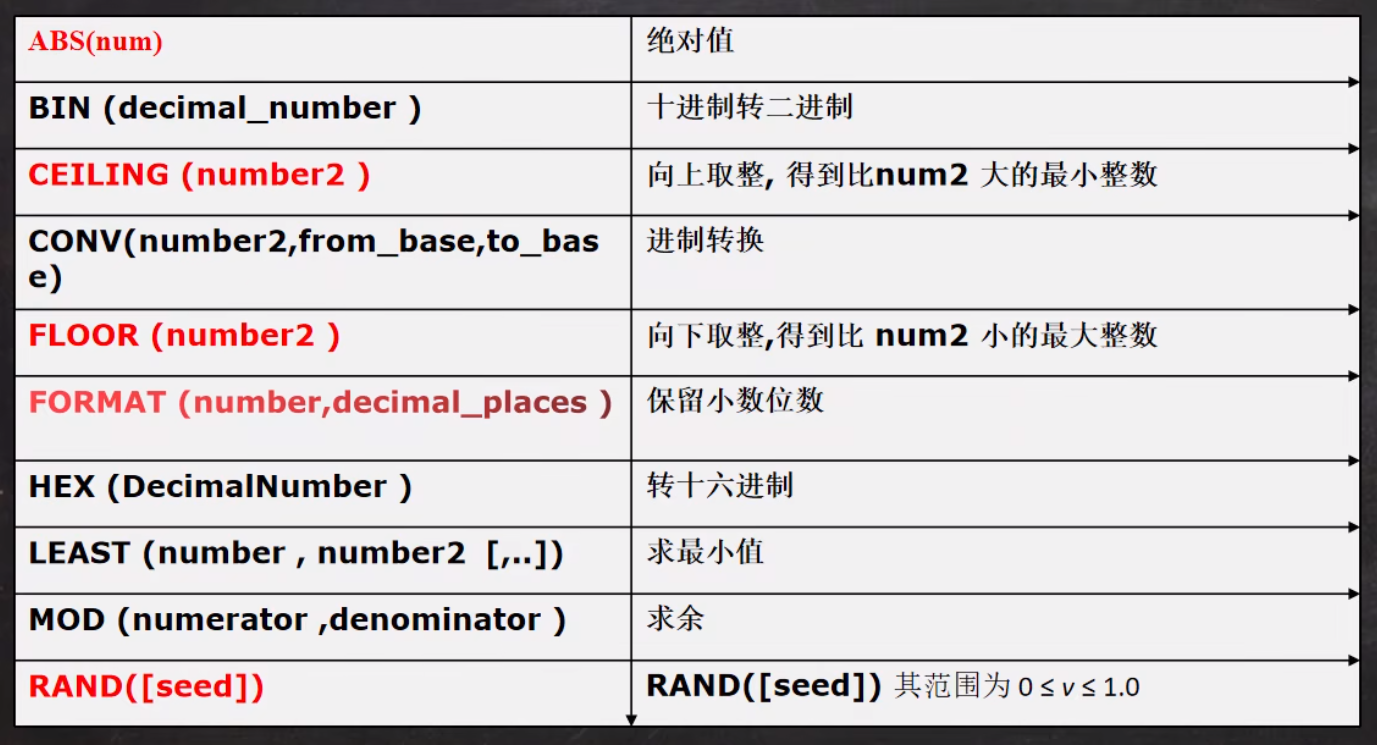 ABS(num)
绝对值
BIN (decimal_number )
十进制转二进制
CEILING (number2 )
向上取整, 得到比num2 大的最小整数
CONV(number2,from_base,to_bas
e)
进制转换
FLOOR (number2 )
向下取整,得到比 num2 小的最大整数
FORMAT (number,decimal_places )
保留小数位数
HEX (DecimalNumber )
转十六进制
LEAST (number , number2 [,..])
求最小值
MOD (numerator ,denominator )
求余
RAND([seed])
RAND([seed]) 其范围为 0 ≤ v ≤ 1.0